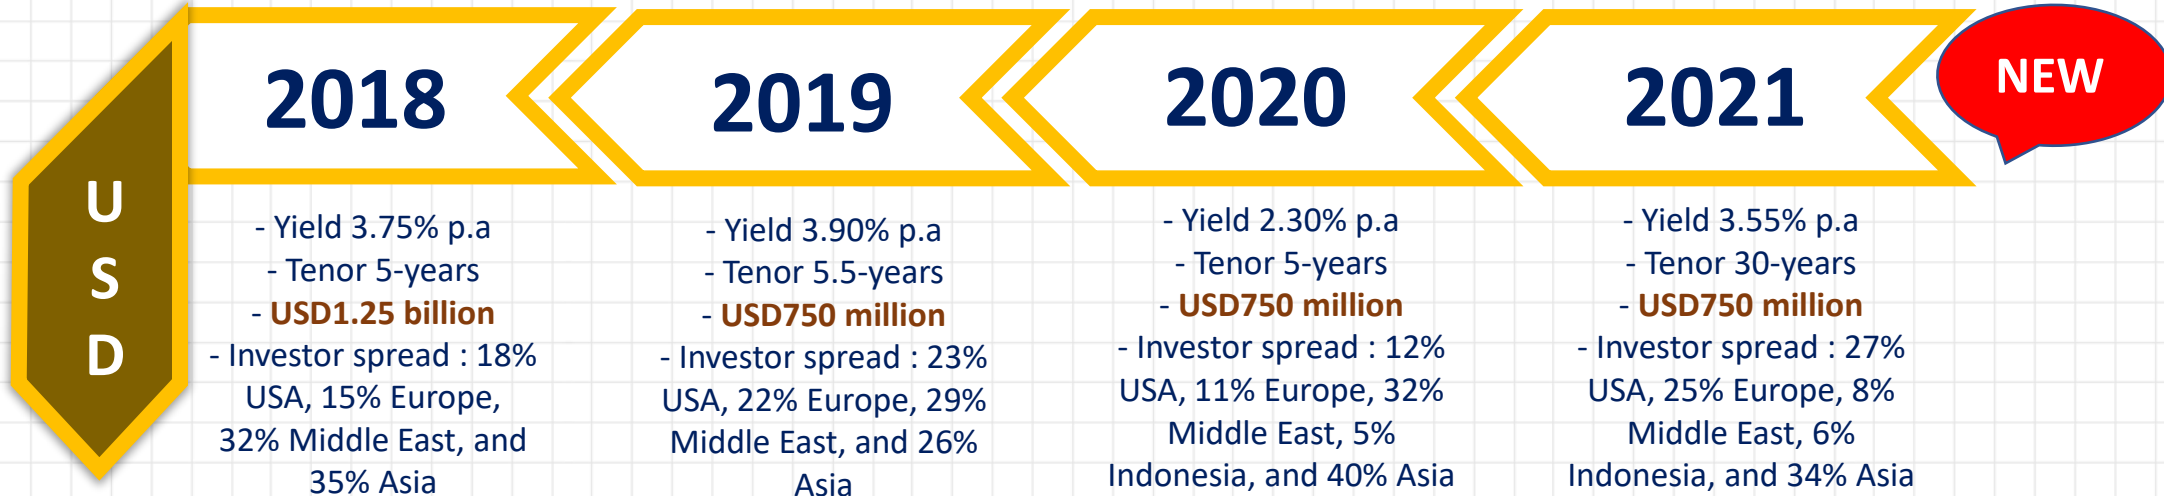 U
S
D
2018
- Yield 3.75% p.a
- Tenor 5-years
- USD1.25 billion
- Investor spread : 18%
USA, 15% Europe,
32% Middle East, and
35% Asia
2019
- Yield 3.90% p.a
- Tenor 5.5-years
- USD750 million
- Investor spread : 23%
USA, 22% Europe, 29%
Middle East, and 26%
Asia
2020
- Yield 2.30% p.a
- Tenor 5-years
- USD750 million
- Investor spread : 12%
USA, 11% Europe, 32%
Middle East, 5%
Indonesia, and 40% Asia
2021
- Yield 3.55% p.a
- Tenor 30-years
- USD750 million
- Investor spread : 27%
USA, 25% Europe, 8%
Middle East, 6%
Indonesia, and 34% Asia
NEW